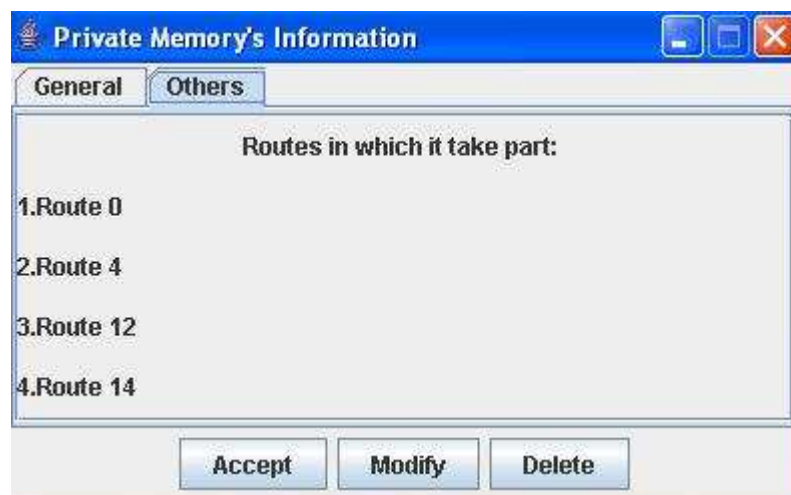 Private Memory's Information
General Others
Routes in which it take part:
1.Route 0
2.Route 4
3.Route 12
4.Route 14
Accept Modify Delete